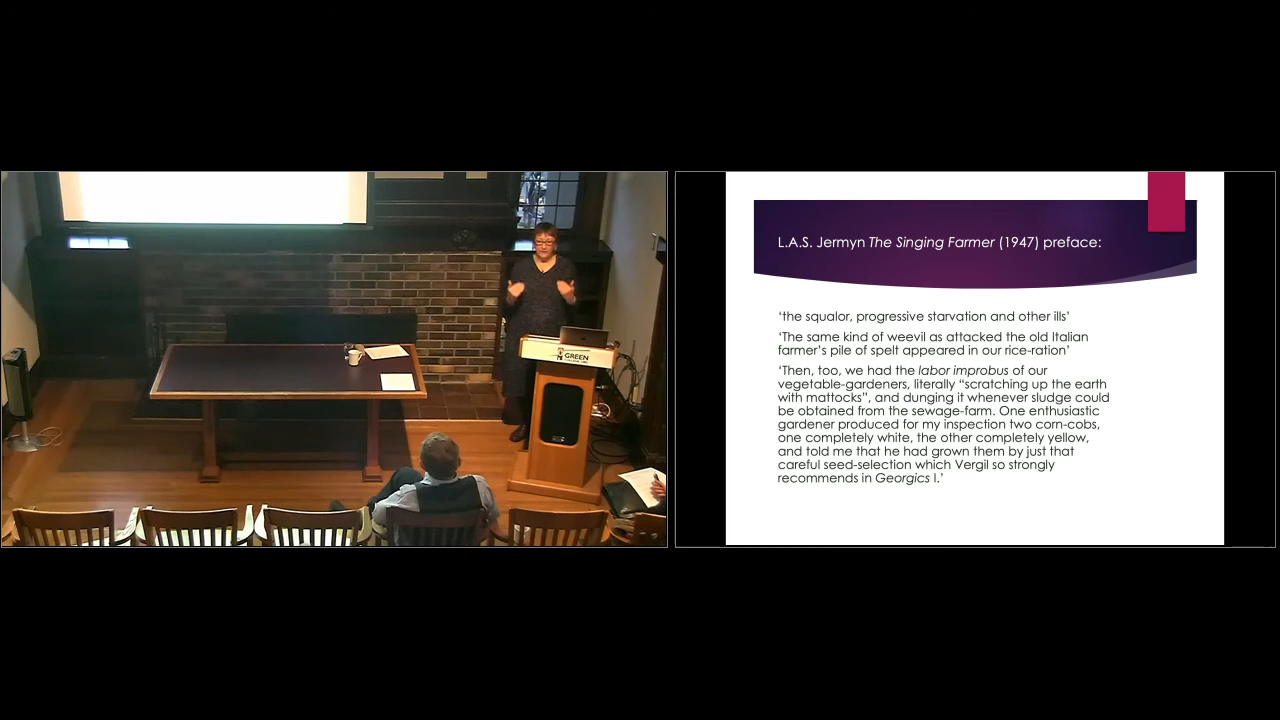 GREEN
L.A.S. Jermyn The Singing Farmer (1947) preface:
‘the squalor, progressive starvation and other ills’
‘The same kind of weevil as attacked the old Italian
farmer’s pile of spelt appeared in our rice-ration’
‘Then, too, we had the labor improbus of our
vegetable-gardeners, literally “scratching up the earth
with mattocks”, and dunging it whenever sludge could
be obtained from the sewage-farm. One enthusiastic
gardener produced for my inspection two corn-cobs,
one completely white, the other completely yellow,
and told me that he had grown them by just that
careful seed-selection which Vergil so strongly
recommends in Georgics I.’